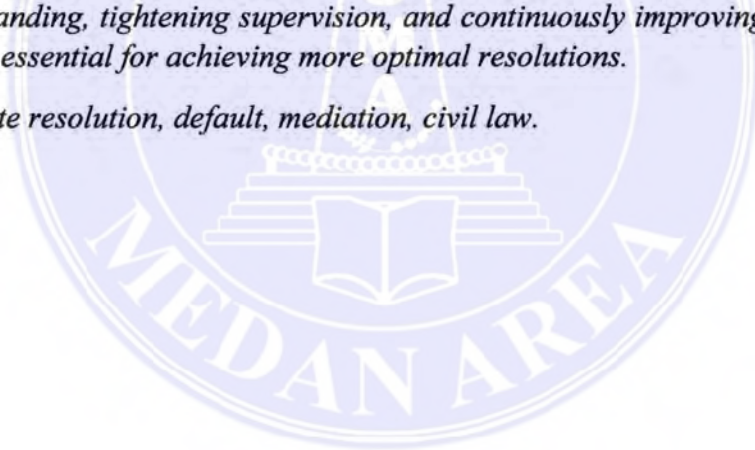 anding, tightening supervision, and continuously improving
essential for achieving more optimal resolutions.
te resolution, default, mediation, civil law.
M
A
MEDAN AREA